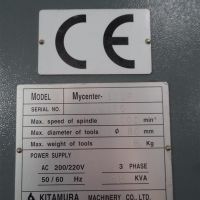 CE
MODEL Mycenter-
SERIAL NO.
Max. speed of spindle min⁻¹
Max. diameter of tools φ
Max. weight of tools Kg
POWER SUPPLY
AC 200/220V 3 PHASE
50/60 Hz KVA
KITAMURA MACHINERY CO., LTD.